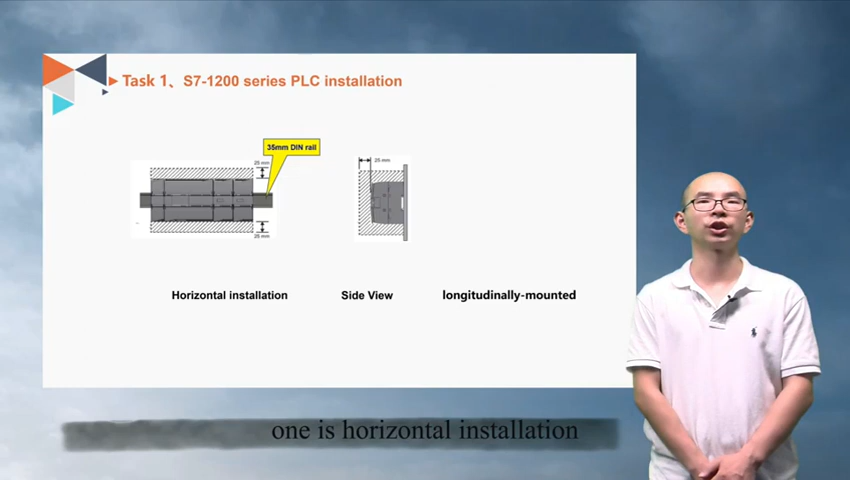 Task 1、S7-1200 series PLC installation
35mm DIN rail
25 mm
25 mm
25 mm
Horizontal installation
Side View
longitudinally-mounted
one is horizontal installation